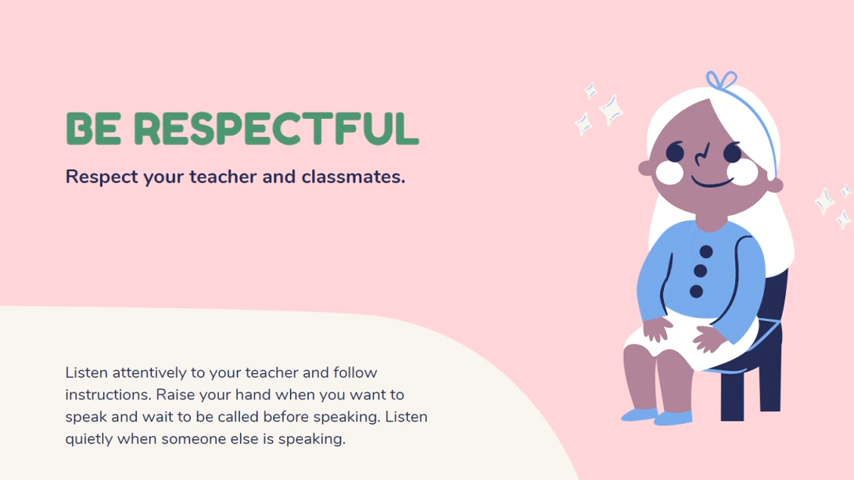 BE RESPECTFUL
Respect your teacher and classmates.
Listen attentively to your teacher and follow
instructions. Raise your hand when you want to
speak and wait to be called before speaking. Listen
quietly when someone else is speaking.